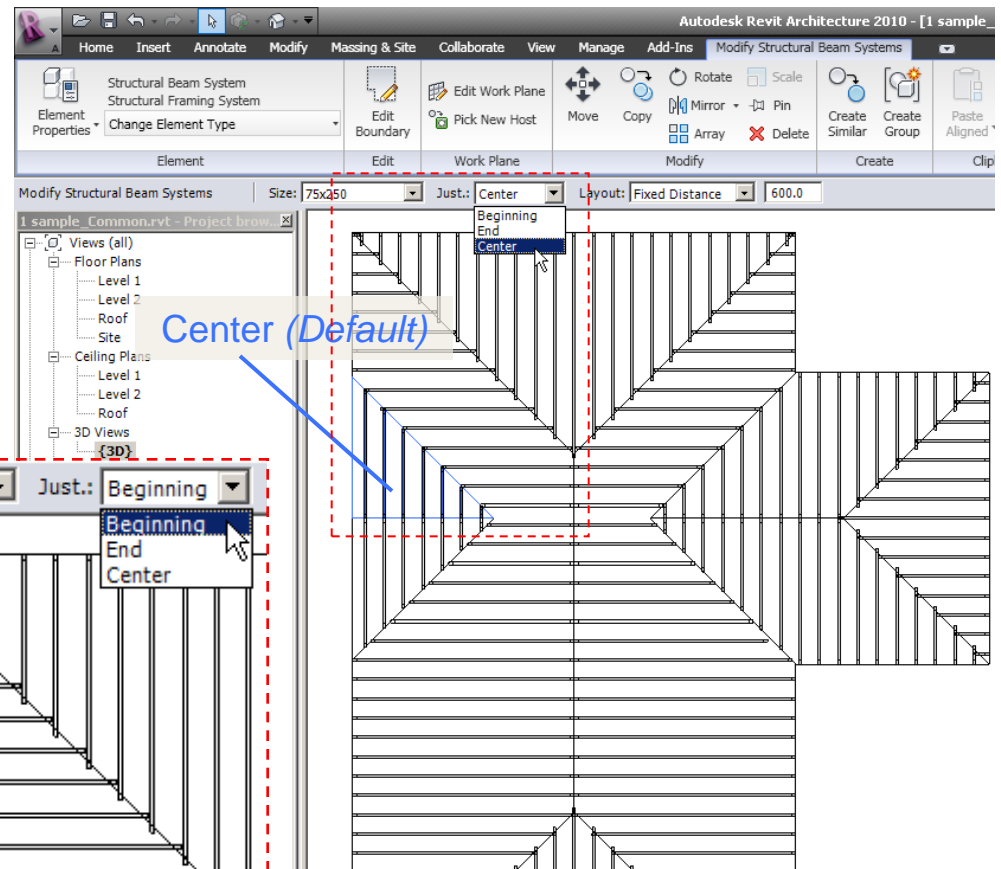 Autodesk Revit Architecture 2010 - [1 sample_
Home Insert Annotate Modify Massing & Site Collaborate View Manage Add-Ins Modify Structural Beam Systems
Element Properties
Structural Beam System
Structural Framing System
Change Element Type
Edit Boundary
Edit Work Plane
Pick New Host
Move
Copy
Rotate
Scale
Mirror
Pin
Array
Delete
Create Similar
Create Group
Paste Aligned
Element Edit Work Plane Modify Create Clip
Modify Structural Beam Systems Size: 75x250 Just.: Center Layout: Fixed Distance 600.0
Beginning
End
Center
1 sample_Common.rvt - Project brow...
Views (all)
Floor Plans
Level 1
Level 2
Roof
Site
Ceiling Plans
Level 1
Level 2
Roof
3D Views
{3D}
Center (Default)
Just.: Beginning
Beginning
End
Center